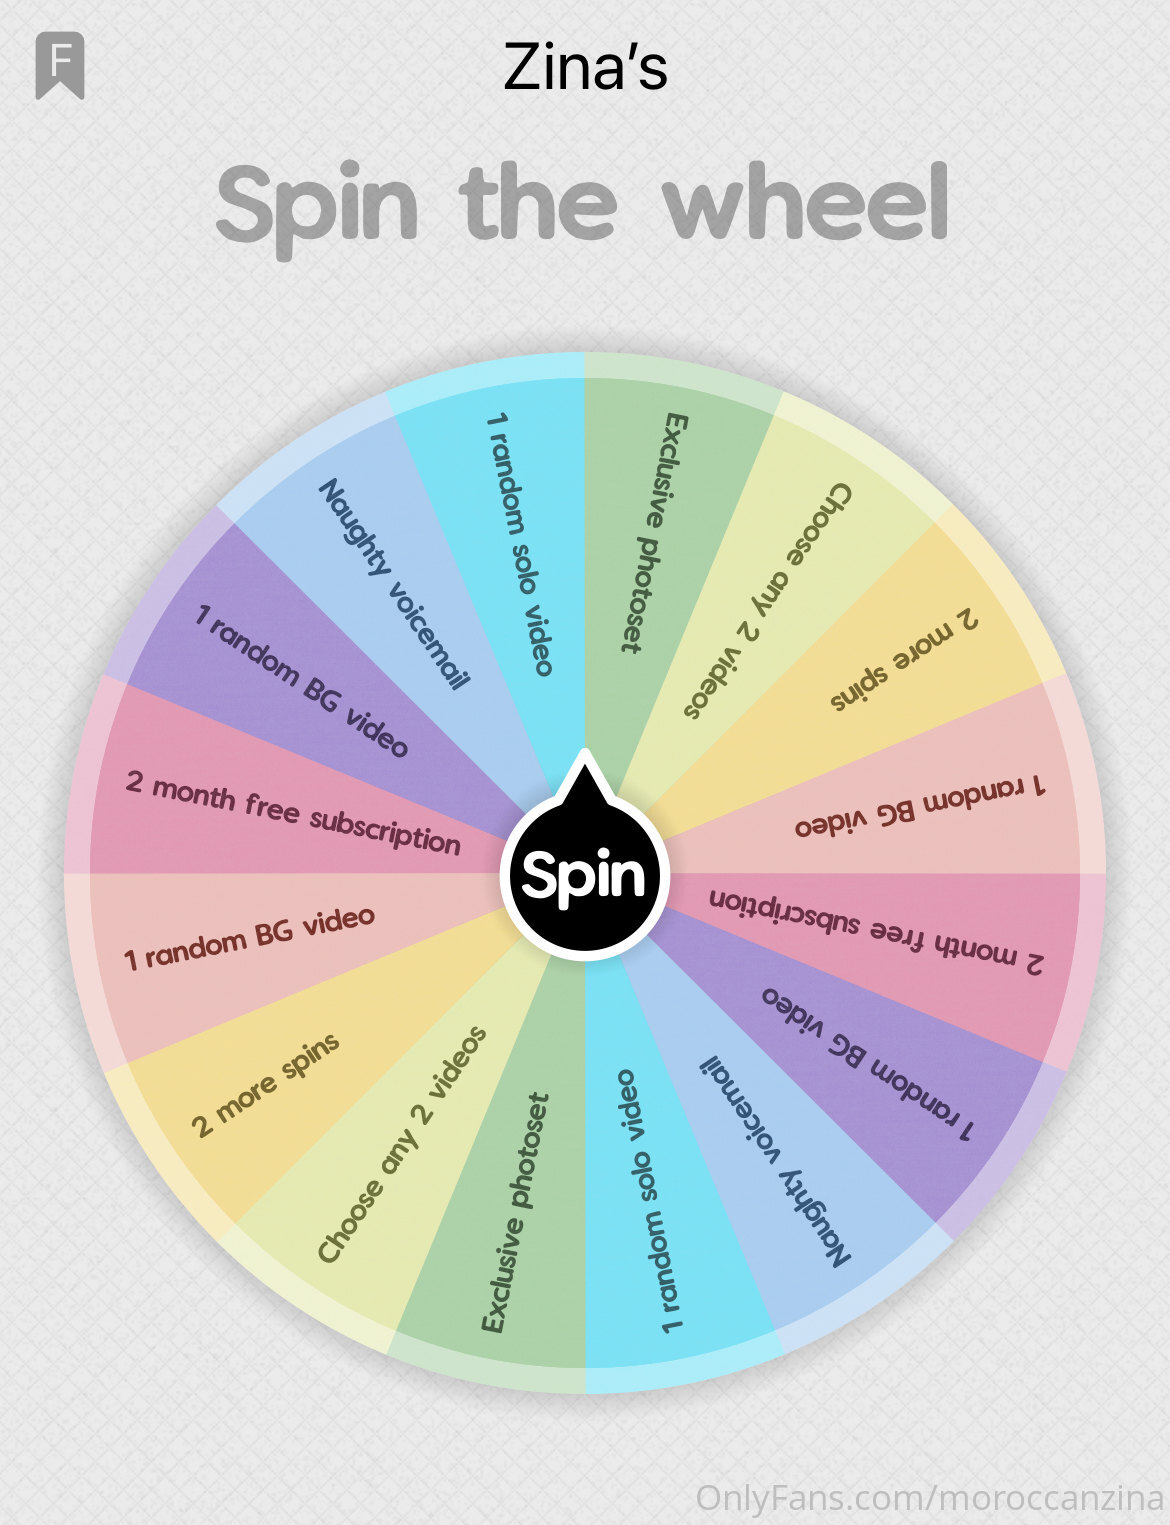 F
Zina's
Spin the wheel
Exclusive photoset
Choose any 2 videos
2 more spins
1 random BG video
2 month free subscription
1 random BG video
Naughty voicemail
1 random solo video
Exclusive photoset
Choose any 2 videos
2 more spins
1 random BG video
2 month free subscription
1 random BG video
Naughty voicemail
1 random solo video
Spin
OnlyFans.com/moroccanzina